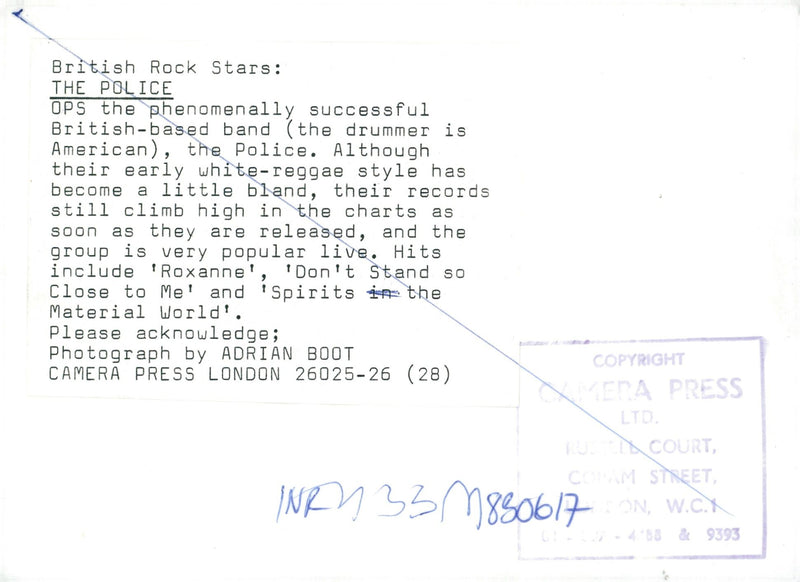 British Rock Stars:
THE POLICE
OPS the phenomenally successful
British-based band (the drummer is
American), the Police. Although
their early white-reggae style has
become a little bland, their records
still climb high in the charts as
soon as they are released, and the
group is very popular live. Hits
include 'Roxanne', 'Don't Stand so
Close to Me' and 'Spirits in the
Material World'.
Please acknowledge;
Photograph by ADRIAN BOOT
CAMERA PRESS LONDON 26025-26 (28)
COPYRIGHT
CAMERA PRESS
LTD.
RUSSELL COURT,
CORAM STREET,
LONDON, W.C.1
& 9393
33
830617